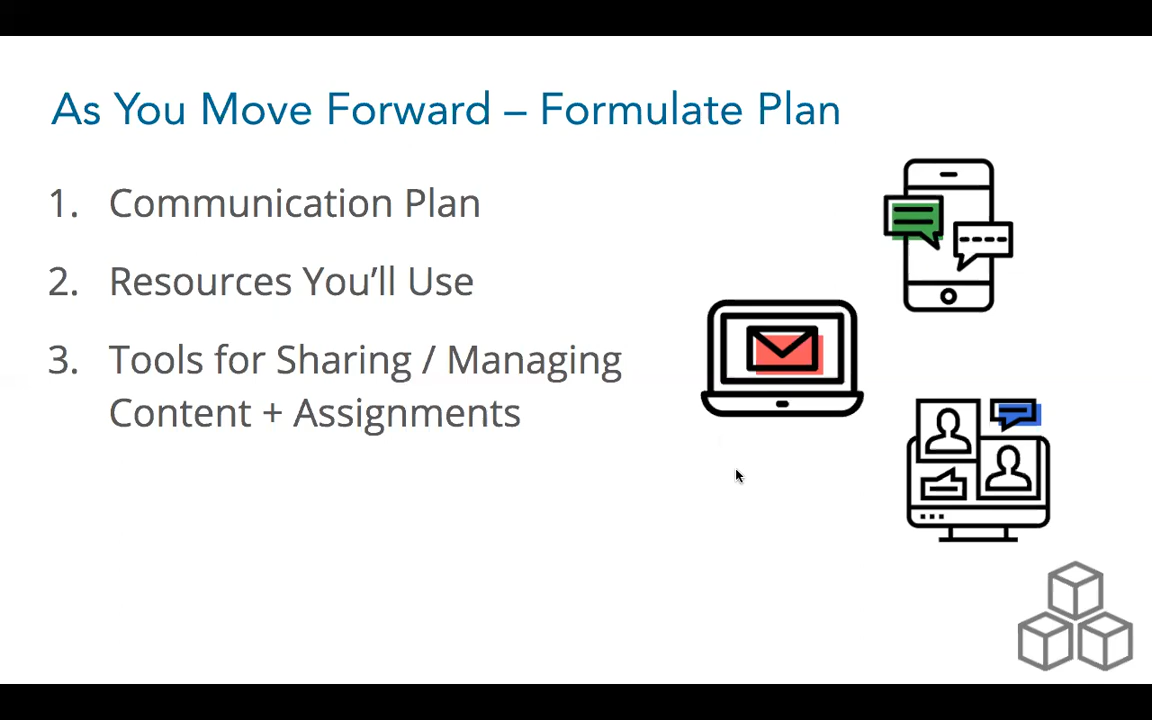 As You Move Forward – Formulate Plan
1. Communication Plan
2. Resources You’ll Use
3. Tools for Sharing / Managing
Content + Assignments